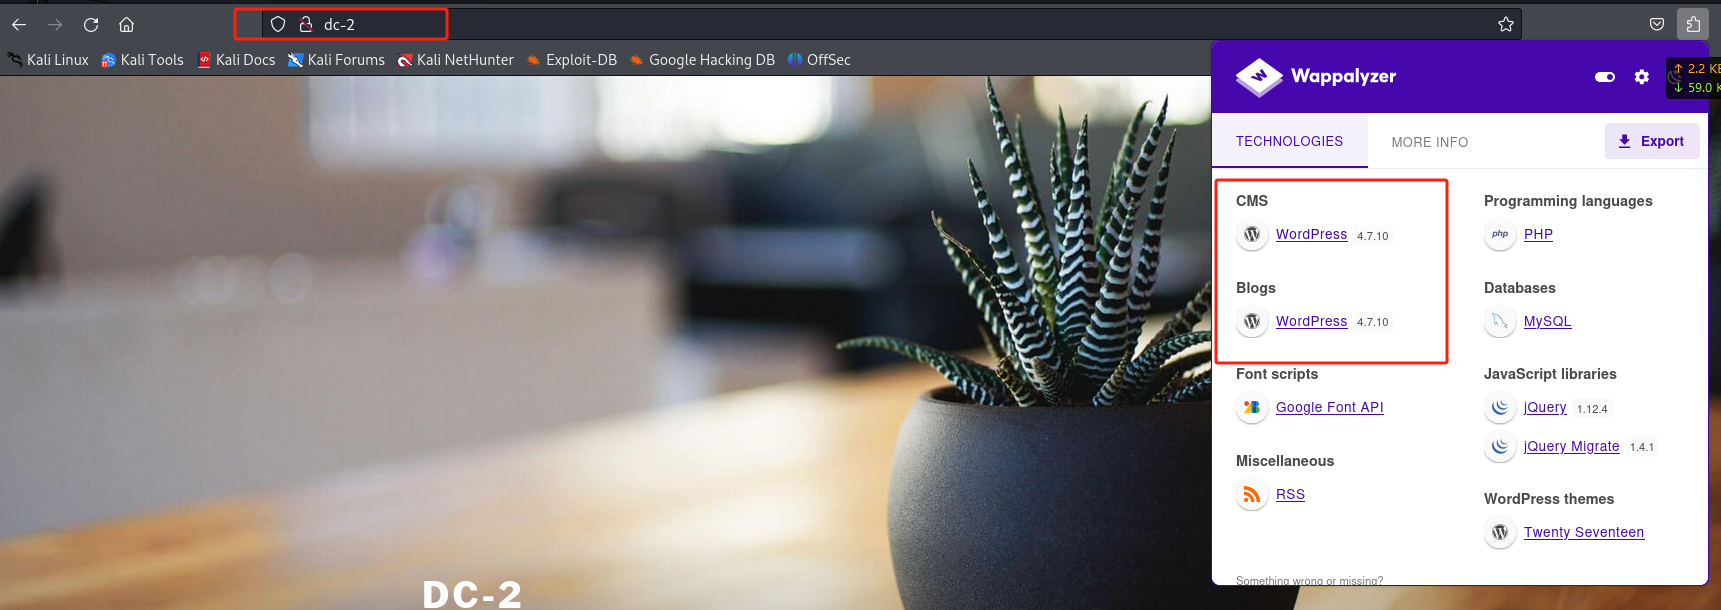 dc-2
Kali Linux Kali Tools Kali Docs Kali Forums Kali NetHunter Exploit-DB Google Hacking DB OffSec
Wappalyzer
↑ 2.2
↓ 59.0
TECHNOLOGIES MORE INFO Export
CMS
WordPress 4.7.10
Blogs
WordPress 4.7.10
Font scripts
Google Font API
Miscellaneous
RSS
Programming languages
php PHP
Databases
MySQL
JavaScript libraries
jQuery 1.12.4
jQuery Migrate 1.4.1
WordPress themes
Twenty Seventeen
Something wrong or missing?
DC-2